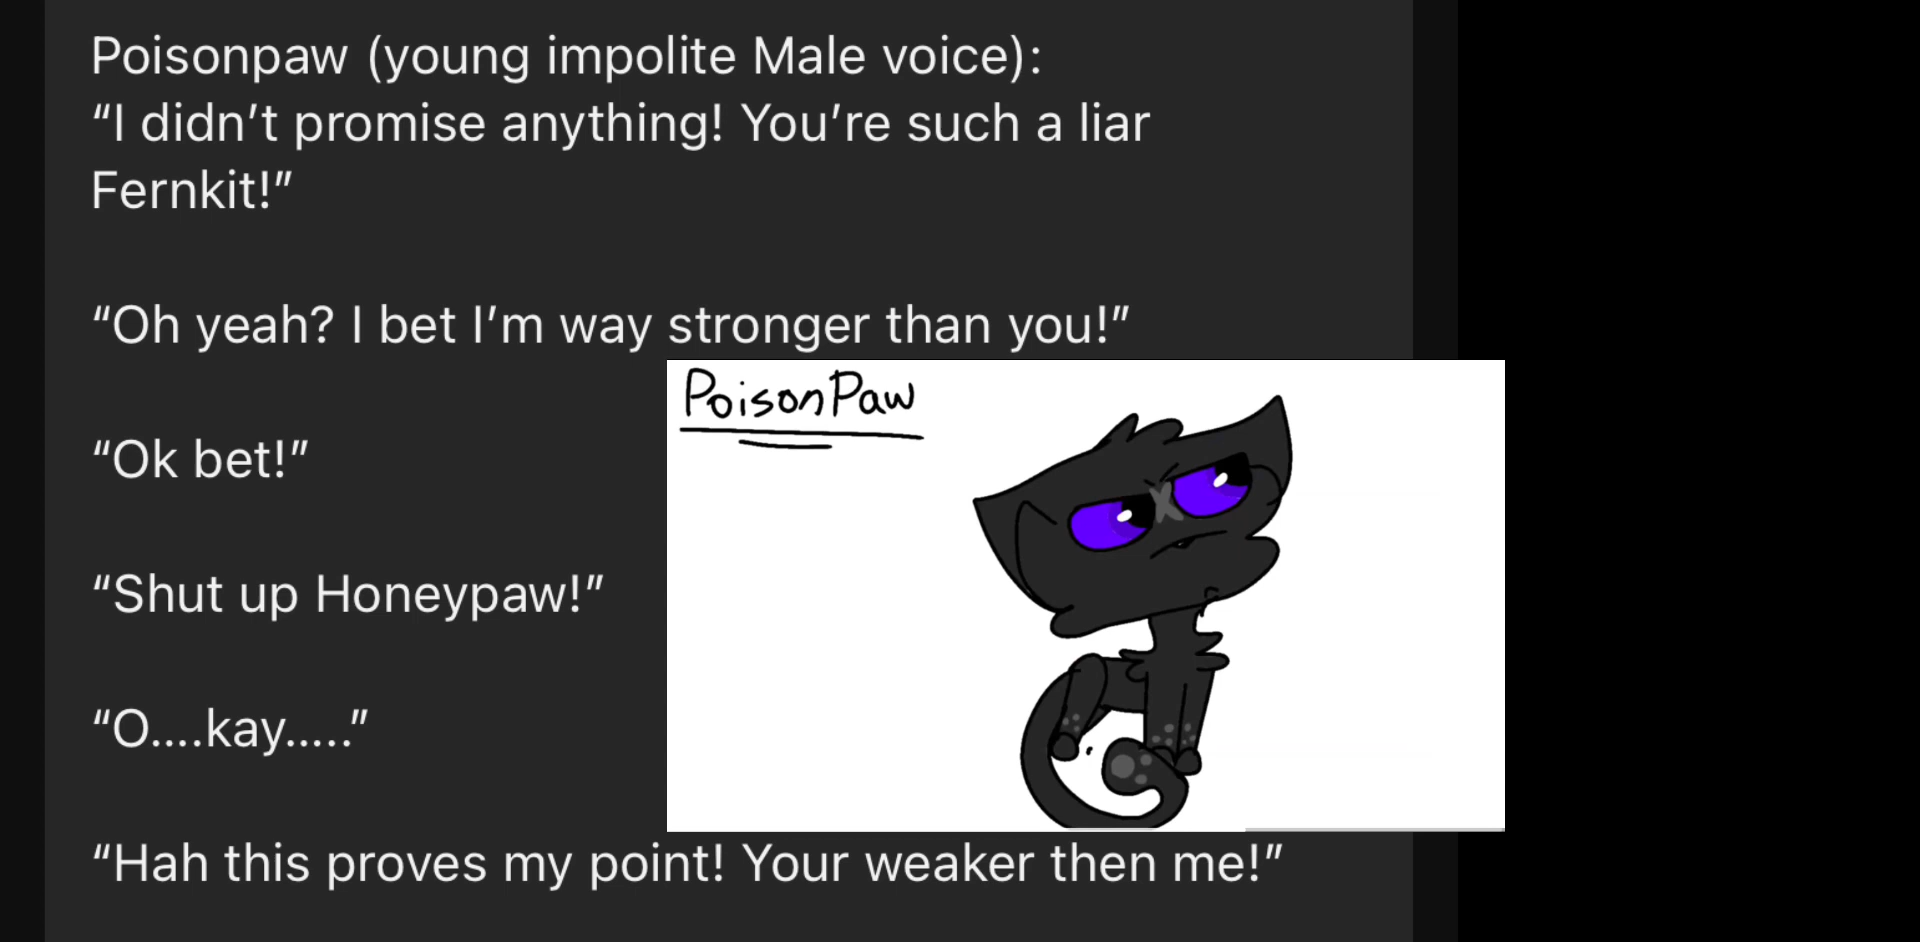 Poisonpaw (young impolite Male voice):
“I didn’t promise anything! You’re such a liar
Fernkit!”
“Oh yeah? I bet I’m way stronger than you!”
PoisonPaw
“Ok bet!”
“Shut up Honeypaw!”
“O....kay.....”
“Hah this proves my point! Your weaker then me!”